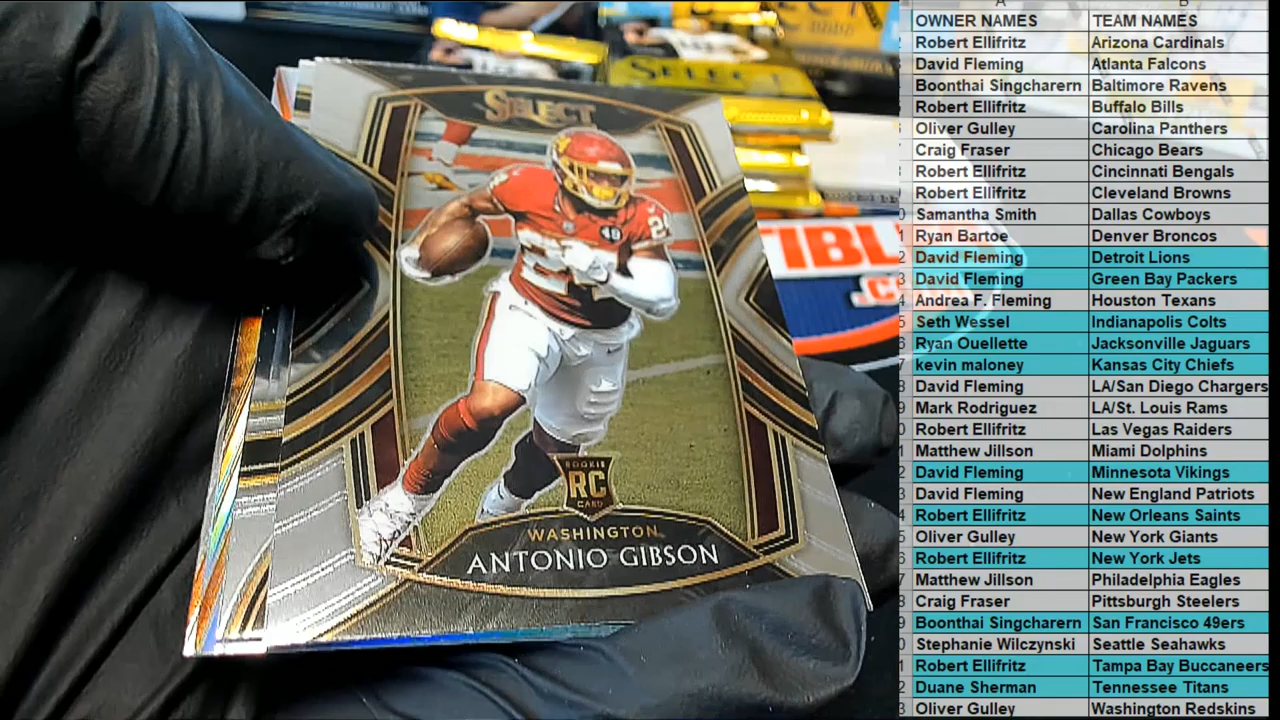 SELECT
SELECT
TIBL
.co
24
ROOKIE
RC
CARD
WASHINGTON
ANTONIO GIBSON
A B
OWNER NAMES TEAM NAMES
Robert Ellifritz Arizona Cardinals
David Fleming Atlanta Falcons
Boonthai Singcharern Baltimore Ravens
Robert Ellifritz Buffalo Bills
Oliver Gulley Carolina Panthers
Craig Fraser Chicago Bears
Robert Ellifritz Cincinnati Bengals
Robert Ellifritz Cleveland Browns
Samantha Smith Dallas Cowboys
Ryan Bartoe Denver Broncos
David Fleming Detroit Lions
David Fleming Green Bay Packers
Andrea F. Fleming Houston Texans
Seth Wessel Indianapolis Colts
Ryan Ouellette Jacksonville Jaguars
kevin maloney Kansas City Chiefs
David Fleming LA/San Diego Chargers
Mark Rodriguez LA/St. Louis Rams
Robert Ellifritz Las Vegas Raiders
Matthew Jillson Miami Dolphins
David Fleming Minnesota Vikings
David Fleming New England Patriots
Robert Ellifritz New Orleans Saints
Oliver Gulley New York Giants
Robert Ellifritz New York Jets
Matthew Jillson Philadelphia Eagles
Craig Fraser Pittsburgh Steelers
Boonthai Singcharern San Francisco 49ers
Stephanie Wilczynski Seattle Seahawks
Robert Ellifritz Tampa Bay Buccaneers
Duane Sherman Tennessee Titans
Oliver Gulley Washington Redskins